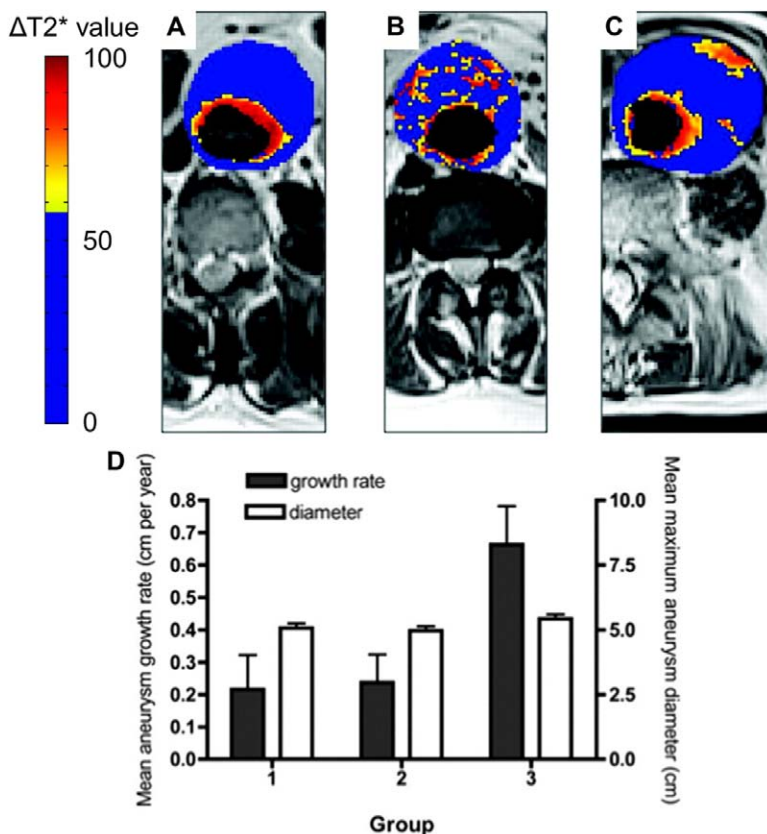 ΔT2* value
A
B
C
100
50
0
D
growth rate
diameter
Mean aneurysm growth rate (cm per year)
0.8
0.7
0.6
0.5
0.4
0.3
0.2
0.1
0.0
10.0
7.5
5.0
2.5
0.0
Mean maximum aneurysm diameter (cm)
1
2
3
Group